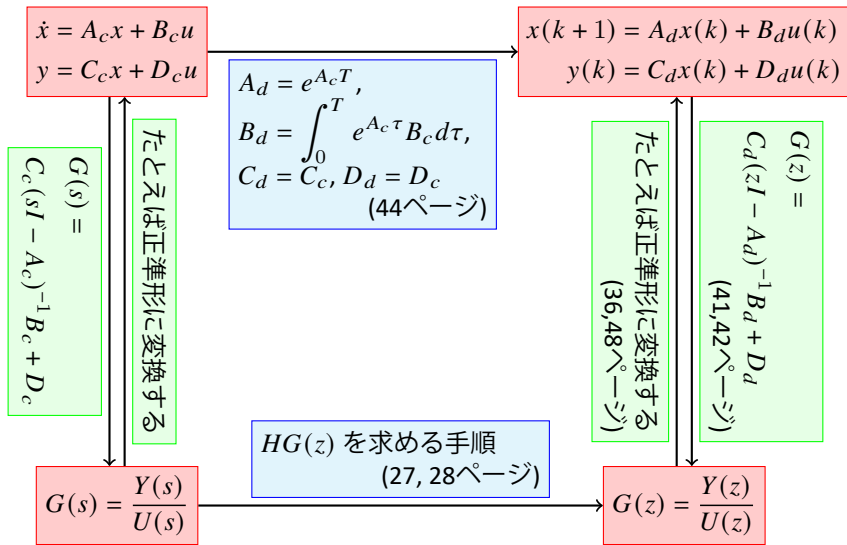 ẋ = A_c x + B_c u
y = C_c x + D_c u
x(k + 1) = A_d x(k) + B_d u(k)
y(k) = C_d x(k) + D_d u(k)
A_d = e^{A_c T},
B_d = ∫_0^T e^{A_c τ} B_c dτ,
C_d = C_c, D_d = D_c
(44ページ)
G(s) =
C_c(sI − A_c)^{−1} B_c + D_c
たとえば正準形に変換する
たとえば正準形に変換する
(36,48ページ)
G(z) =
C_d(zI − A_d)^{−1} B_d + D_d
(41,42ページ)
G(s) = Y(s)/U(s)
HG(z) を求める手順
(27, 28ページ)
G(z) = Y(z)/U(z)